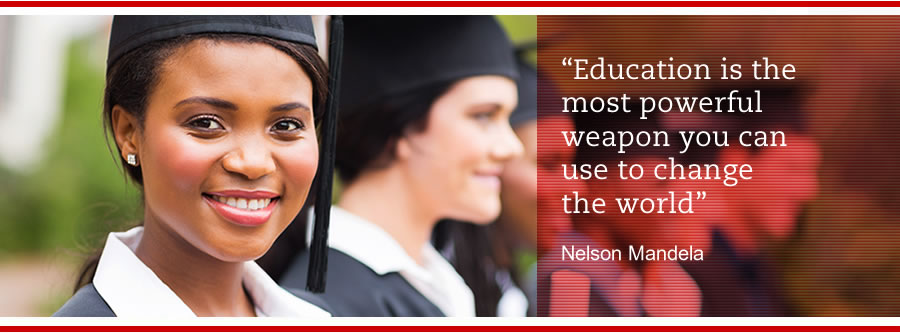 “Education is the
most powerful
weapon you can
use to change
the world”
Nelson Mandela